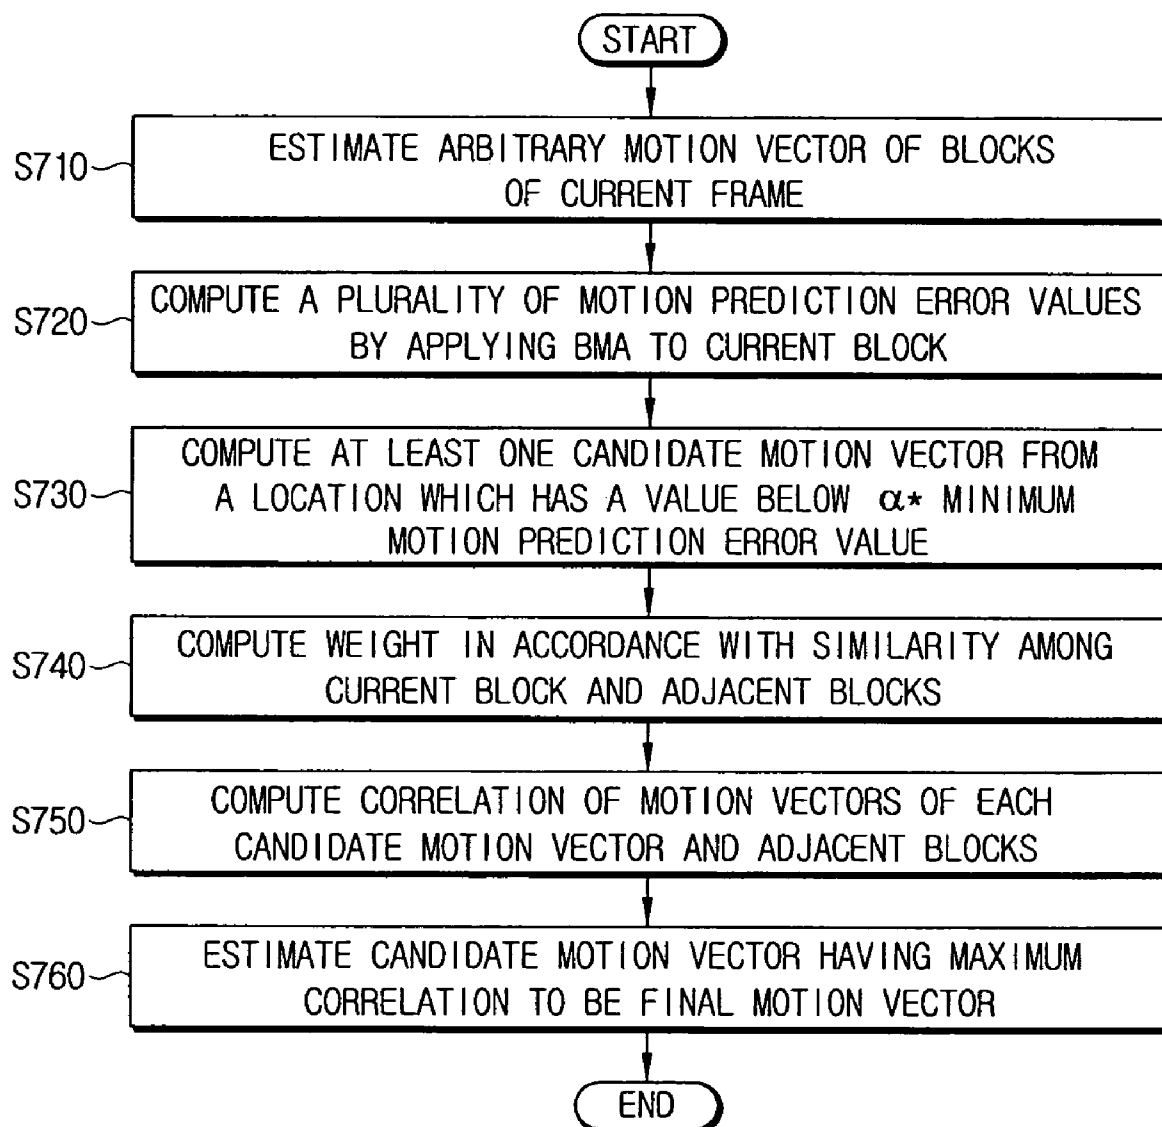 START
S710
ESTIMATE ARBITRARY MOTION VECTOR OF BLOCKS
OF CURRENT FRAME
S720
COMPUTE A PLURALITY OF MOTION PREDICTION ERROR VALUES
BY APPLYING BMA TO CURRENT BLOCK
S730
COMPUTE AT LEAST ONE CANDIDATE MOTION VECTOR FROM
A LOCATION WHICH HAS A VALUE BELOW α* MINIMUM
MOTION PREDICTION ERROR VALUE
S740
COMPUTE WEIGHT IN ACCORDANCE WITH SIMILARITY AMONG
CURRENT BLOCK AND ADJACENT BLOCKS
S750
COMPUTE CORRELATION OF MOTION VECTORS OF EACH
CANDIDATE MOTION VECTOR AND ADJACENT BLOCKS
S760
ESTIMATE CANDIDATE MOTION VECTOR HAVING MAXIMUM
CORRELATION TO BE FINAL MOTION VECTOR
END